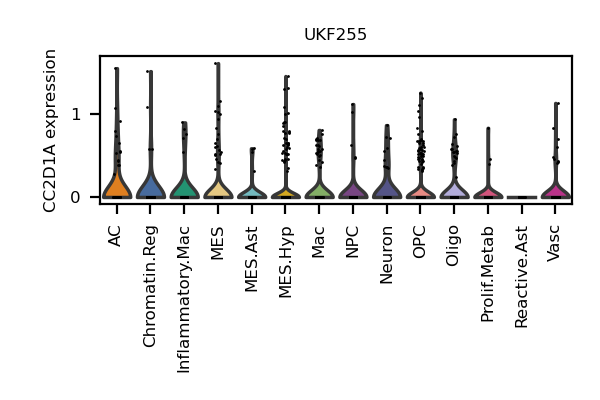 UKF255
CC2D1A expression
1
0
AC
Chromatin.Reg
Inflammatory.Mac
MES
MES.Ast
MES.Hyp
Mac
NPC
Neuron
OPC
Oligo
Prolif.Metab
Reactive.Ast
Vasc